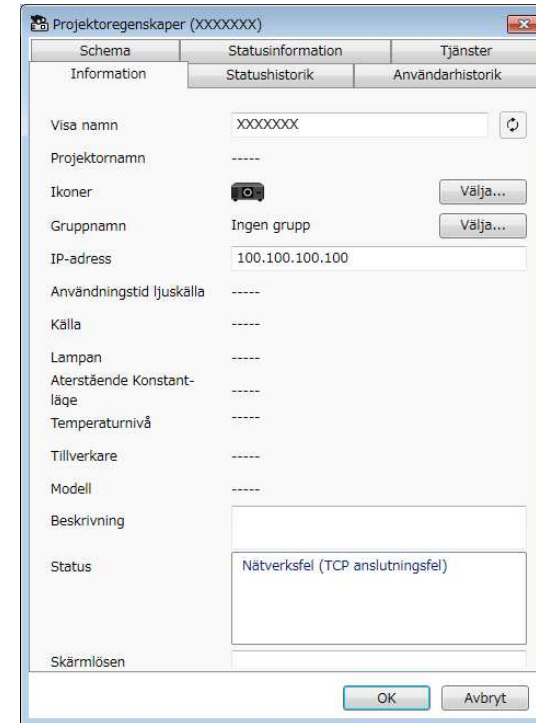 Projektoregenskaper (XXXXXXX)
Schema Statusinformation Tjänster
Information Statushistorik Användarhistorik
Visa namn XXXXXXX
Projektornamn -----
Ikoner Välja...
Gruppnamn Ingen grupp Välja...
IP-adress 100.100.100.100
Användningstid ljuskälla -----
Källa -----
Lampan -----
Aterstående Konstant-
läge -----
Temperaturnivå -----
Tillverkare -----
Modell -----
Beskrivning
Status Nätverksfel (TCP anslutningsfel)
Skärmlösen
OK Avbryt